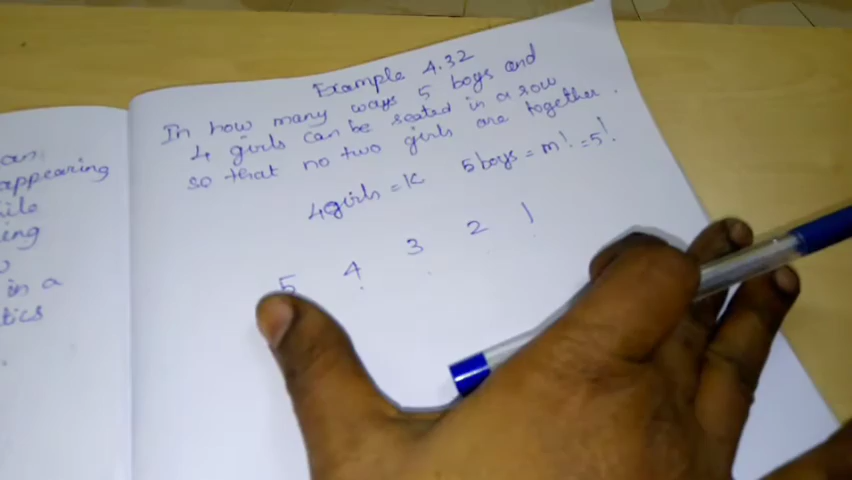 an
appearing
ing
in a
tics
Example 4.32
In how many ways 5 boys and
4 girls can be seated in a row
so that no two girls are together.
4 girls = K 5 boys = m! = 5!
5 4 3 2 1